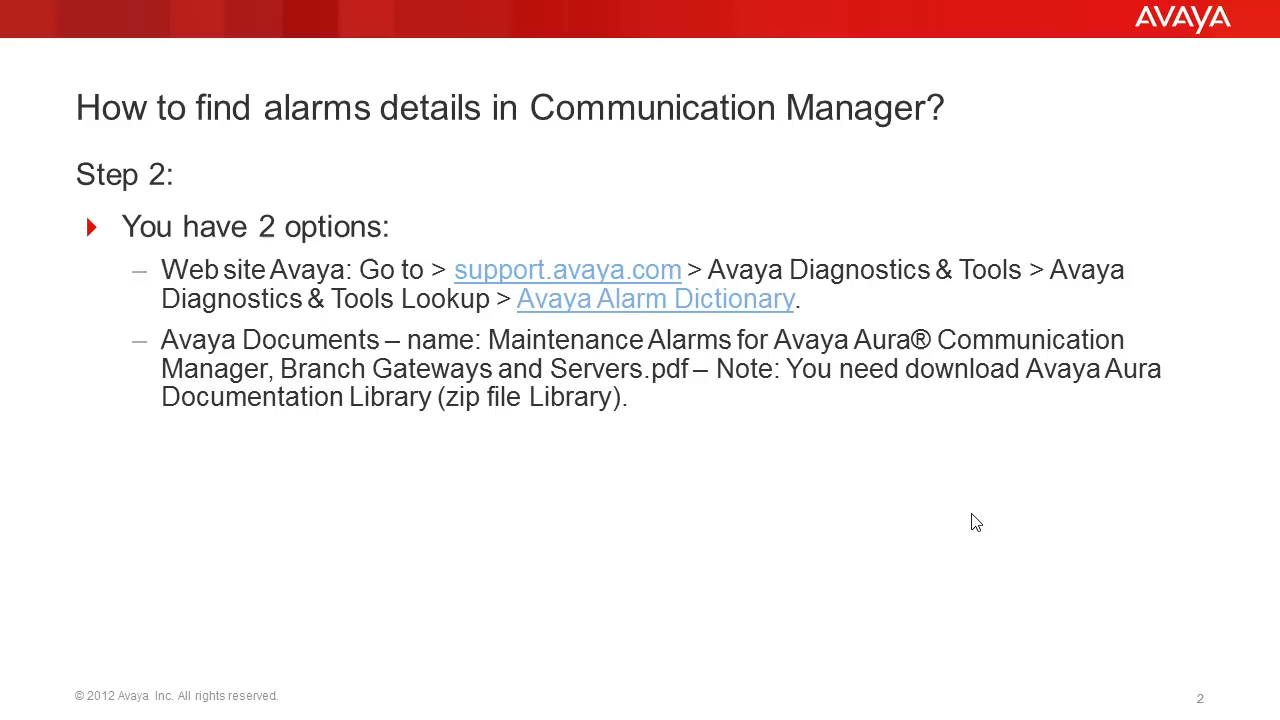 AVAYA
How to find alarms details in Communication Manager?
Step 2:
You have 2 options:
– Web site Avaya: Go to > support.avaya.com > Avaya Diagnostics & Tools > Avaya
Diagnostics & Tools Lookup > Avaya Alarm Dictionary.
– Avaya Documents – name: Maintenance Alarms for Avaya Aura® Communication
Manager, Branch Gateways and Servers.pdf – Note: You need download Avaya Aura
Documentation Library (zip file Library).
© 2012 Avaya Inc. All rights reserved.
2